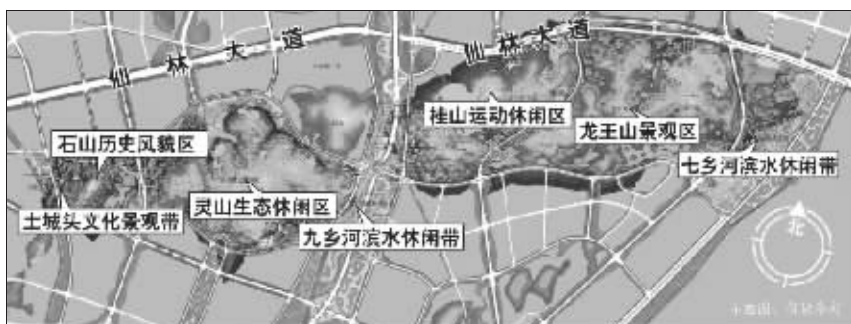 仙林大道
仙林大道
桂山运动休闲区
龙王山景观区
石山历史风貌区
七乡河滨水休闲带
灵山生态休闲区
土城头文化景观带
九乡河滨水休闲带
北